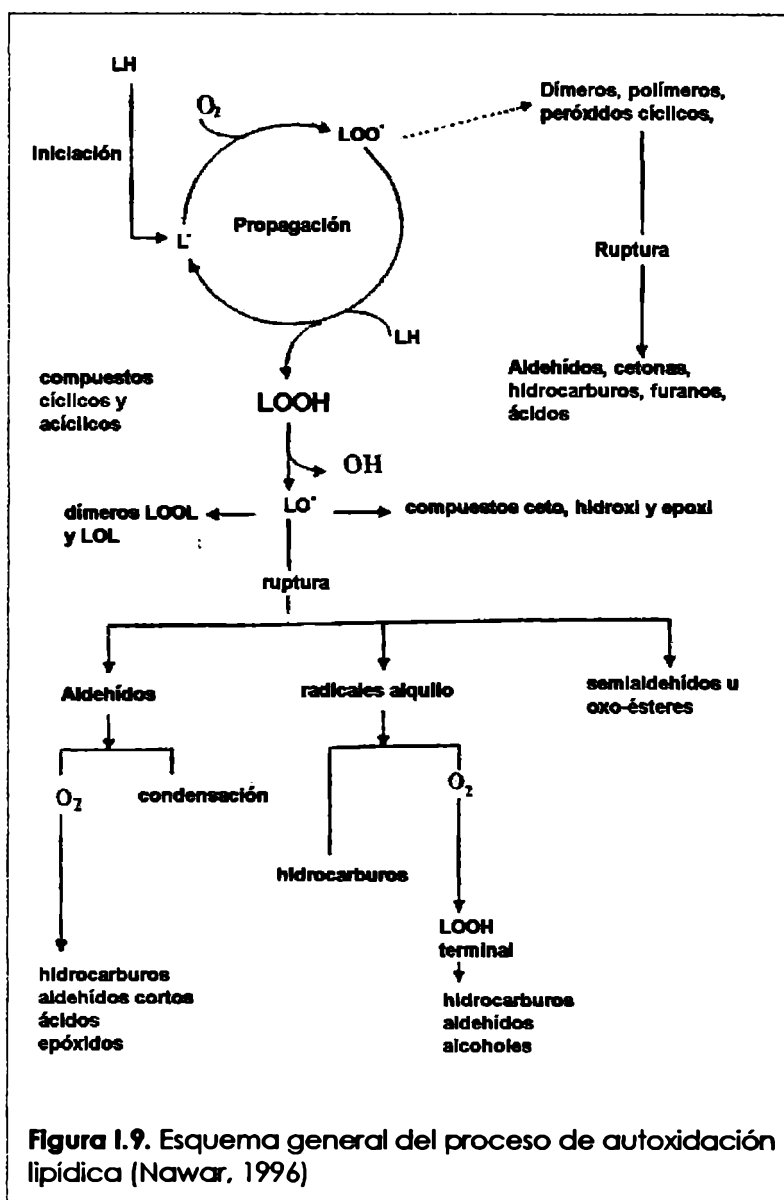 LH
O₂
LOO˙
Dímeros, polímeros,
peróxidos cíclicos,
Iniciación
L˙
Propagación
Ruptura
LH
compuestos
cíclicos y
acíclicos
LOOH
Aldehídos, cetonas,
hidrocarburos, furanos,
ácidos
OH
dímeros LOOL
y LOL
LO˙
compuestos ceto, hidroxi y epoxi
ruptura
Aldehídos
radicales alquilo
semialdehídos u
oxo-ésteres
O₂
condensación
O₂
hidrocarburos
LOOH
terminal
hidrocarburos
aldehídos cortos
ácidos
epóxidos
hidrocarburos
aldehídos
alcoholes
Figura I.9. Esquema general del proceso de autoxidación
lipídica (Nawar, 1996)